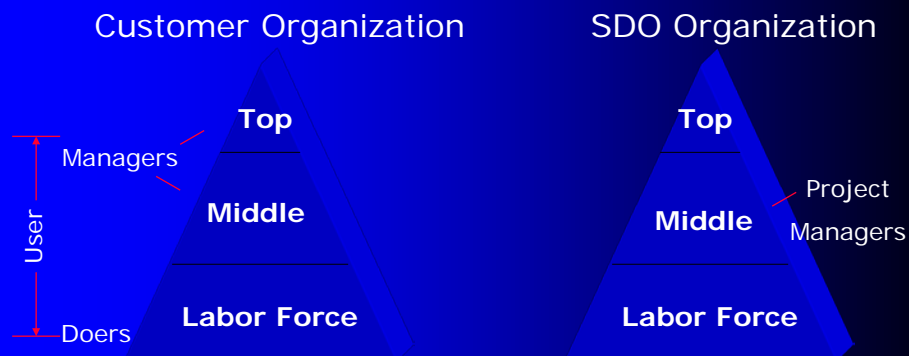 Customer Organization
SDO Organization
Top
Top
Managers
Middle
Project
Middle
Managers
User
Labor Force
Labor Force
Doers